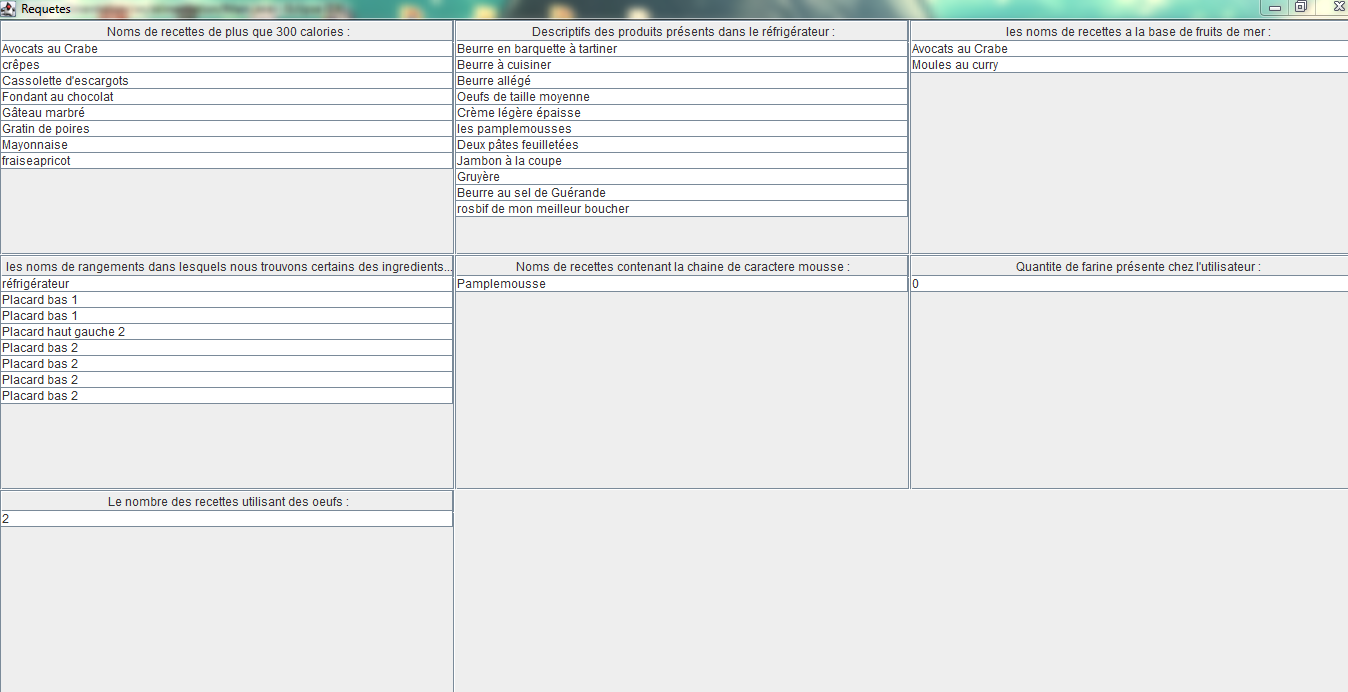 Requetes
Noms de recettes de plus que 300 calories :
Avocats au Crabe
crêpes
Cassolette d'escargots
Fondant au chocolat
Gâteau marbré
Gratin de poires
Mayonnaise
fraiseapricot
Descriptifs des produits présents dans le réfrigérateur :
Beurre en barquette à tartiner
Beurre à cuisiner
Beurre allégé
Oeufs de taille moyenne
Crème légère épaisse
les pamplemousses
Deux pâtes feuilletées
Jambon à la coupe
Gruyère
Beurre au sel de Guérande
rosbif de mon meilleur boucher
les noms de recettes a la base de fruits de mer :
Avocats au Crabe
Moules au curry
les noms de rangements dans lesquels nous trouvons certains des ingredients...
réfrigérateur
Placard bas 1
Placard bas 1
Placard haut gauche 2
Placard bas 2
Placard bas 2
Placard bas 2
Placard bas 2
Noms de recettes contenant la chaine de caractere mousse :
Pamplemousse
Quantite de farine présente chez l'utilisateur :
0
Le nombre des recettes utilisant des oeufs :
2